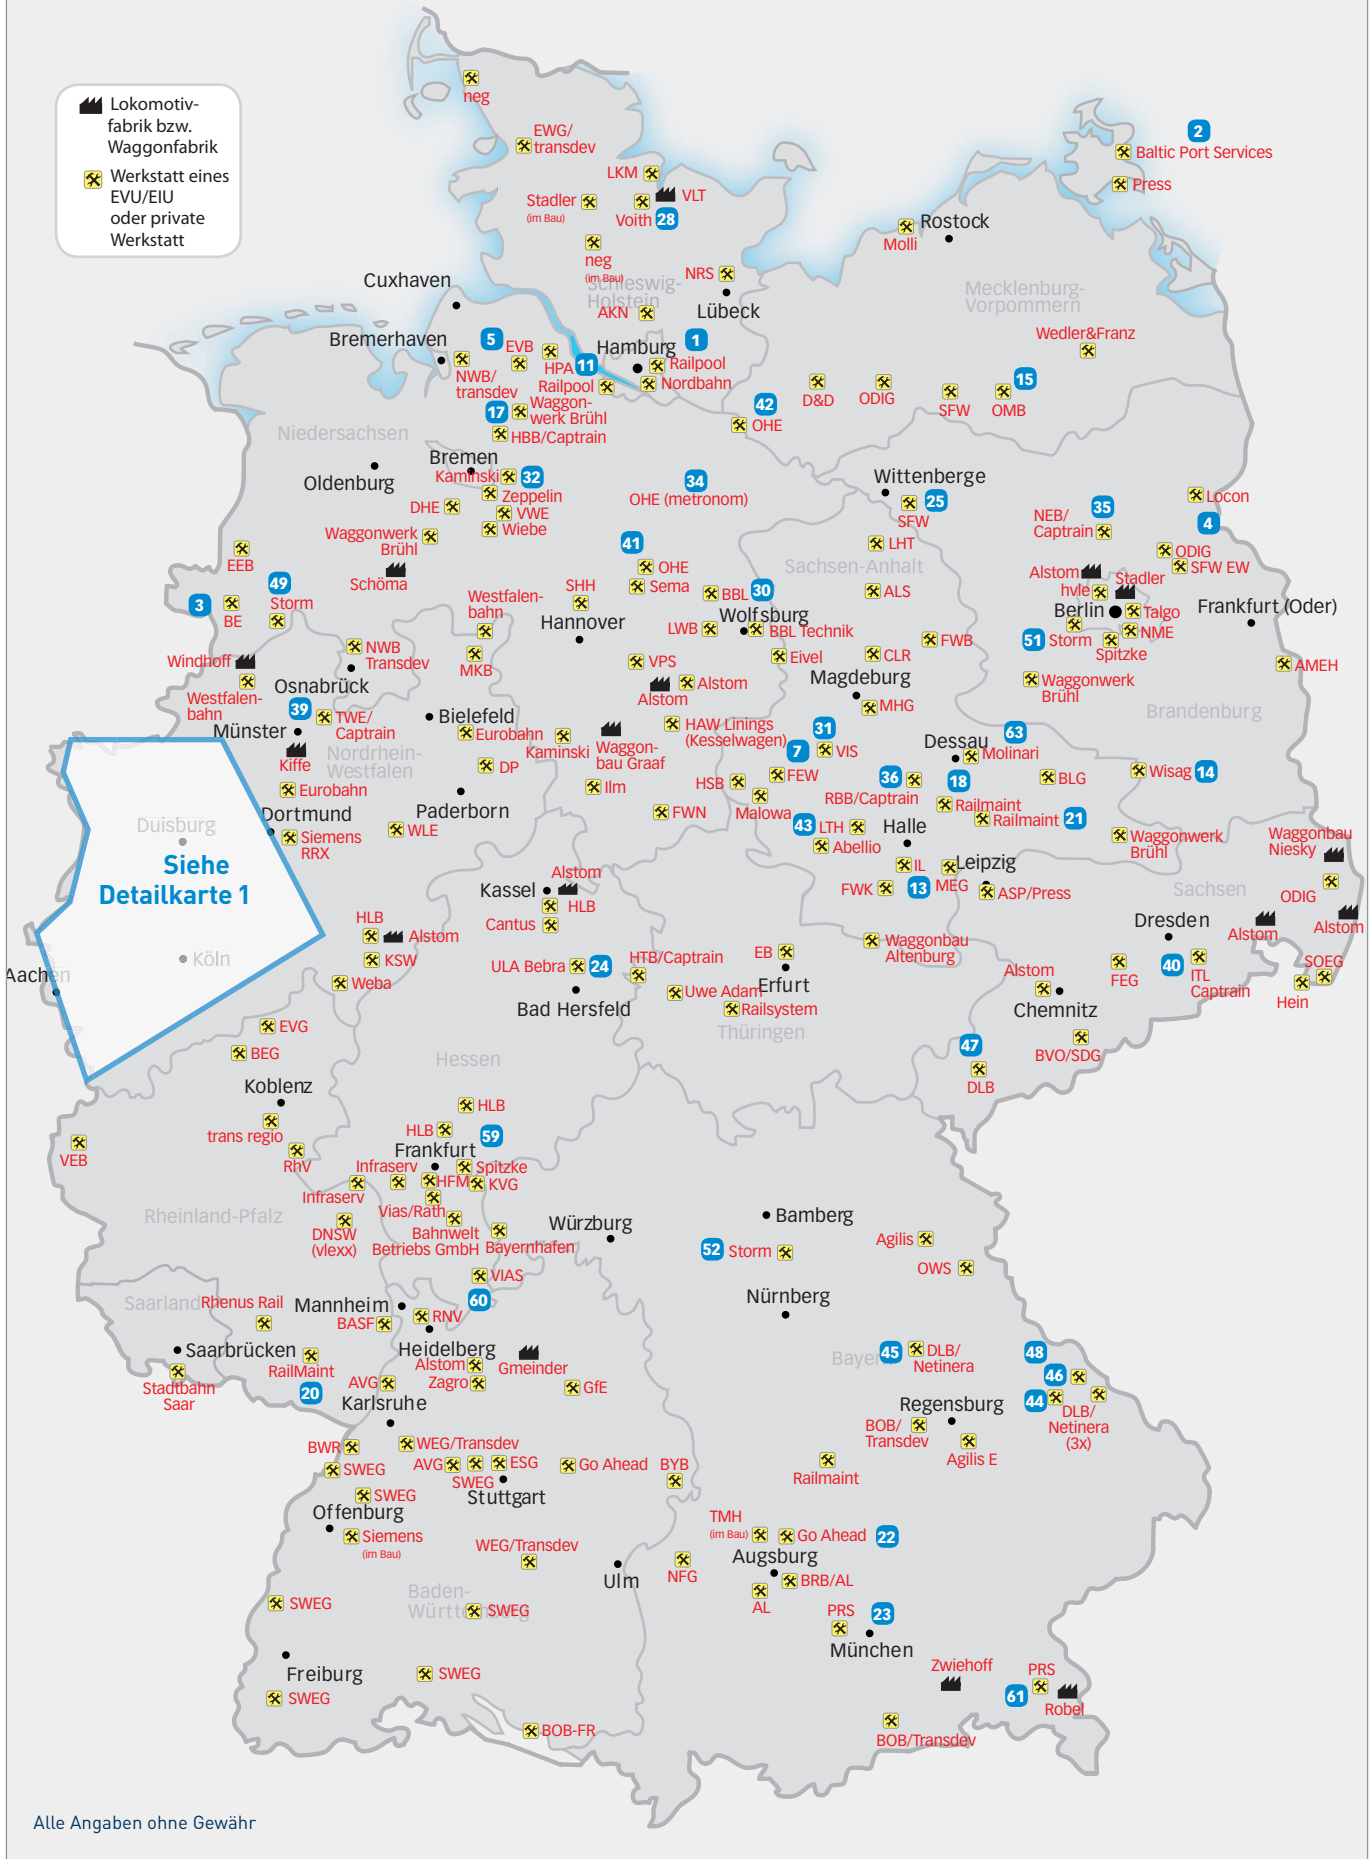 Lokomotiv-
fabrik bzw.
Waggonfabrik
Werkstatt eines
EVU/EIU
oder private
Werkstatt
neg
EWG/
transdev
LKM
VLT
Stadler
(im Bau)
Voith
28
neg
(im Bau)
Schleswig-
Holstein
NRS
Lübeck
AKN
2
Baltic Port Services
Press
Rostock
Molli
Mecklenburg-
Vorpommern
Wedler&Franz
Cuxhaven
Bremerhaven
5
EVB
NWB/
transdev
HPA
11
Hamburg
1
Railpool
Railpool
Nordbahn
17
Waggon-
werk Brühl
HBB/Captrain
42
OHE
D&D
ODIG
SFW
OMB
15
Niedersachsen
Oldenburg
Bremen
Kaminski
32
Zeppelin
DHE
VWE
Wiebe
34
OHE (metronom)
Waggonwerk
Brühl
Schöma
Wittenberge
25
SFW
LHT
Sachsen-Anhalt
ALS
35
NEB/
Captrain
Locon
4
ODIG
SFW EW
EEB
49
Storm
3
BE
41
OHE
Sema
SHH
Hannover
Westfalen-
bahn
BBL
30
Wolfsburg
LWB
BBL Technik
Alstom
hvle
Stadler
Berlin
Talgo
NME
51
Storm
Spitzke
Frankfurt (Oder)
AMEH
Windhoff
Westfalen-
bahn
NWB
Transdev
Osnabrück
MKB
VPS
Alstom
Alstom
Eivel
CLR
FWB
Magdeburg
MHG
Waggonwerk
Brühl
Brandenburg
39
TWE/
Captrain
Münster
Kiffe
Bielefeld
Eurobahn
Nordrhein-
Westfalen
Kaminski
Waggon-
bau Graaf
HAW Linings
(Kesselwagen)
31
7
VIS
FEW
Dessau
63
Molinari
18
BLG
Wisag
14
Eurobahn
DP
Paderborn
Ilm
HSB
Malowa
36
RBB/Captrain
Railmaint
Railmaint
21
Dortmund
Siemens
RRX
WLE
FWN
43
LTH
Abellio
Halle
IL
Leipzig
Waggonwerk
Brühl
Waggonbau
Niesky
Duisburg
Siehe
Detailkarte 1
Köln
Aachen
Kassel
Alstom
HLB
Cantus
FWK
13
MEG
ASP/Press
Sachsen
ODIG
Alstom
Alstom
HLB
Alstom
KSW
Weba
ULA Bebra
24
Bad Hersfeld
HTB/Captrain
Uwe Adam
EB
Erfurt
Railsystem
Thüringen
Waggonbau
Altenburg
Dresden
40
ITL
Captrain
FEG
Alstom
Chemnitz
BVO/SDG
SOEG
Hein
47
DLB
EVG
BEG
Koblenz
trans regio
RhV
VEB
Hessen
HLB
HLB
59
Frankfurt
Spitzke
Infraserv
HFM
KVG
Infraserv
Vias/Rath
DNSW
(vlexx)
Bahnwelt
Betriebs GmbH
Bayernhafen
Rheinland-Pfalz
Würzburg
Bamberg
52
Storm
Agilis
OWS
VIAS
60
Saarland
Rhenus Rail
Mannheim
BASF
RNV
Heidelberg
Nürnberg
Saarbrücken
Stadtbahn
Saar
RailMaint
20
Alstom
Zagro
Gmeinder
GfE
AVG
Karlsruhe
Bayern
45
DLB/
Netinera
48
46
44
DLB/
Netinera
(3x)
Regensburg
BOB/
Transdev
Agilis E
BWR
WEG/Transdev
SWEG
AVG
SWEG
ESG
Stuttgart
Go Ahead
BYB
Railmaint
SWEG
Offenburg
Siemens
(im Bau)
WEG/Transdev
TMH
(im Bau)
Go Ahead
22
Augsburg
Ulm
NFG
BRB/AL
AL
Baden-
Württemberg
SWEG
SWEG
PRS
23
München
Freiburg
SWEG
SWEG
Zwiehoff
PRS
61
Robel
BOB-FR
BOB/Transdev
Alle Angaben ohne Gewähr